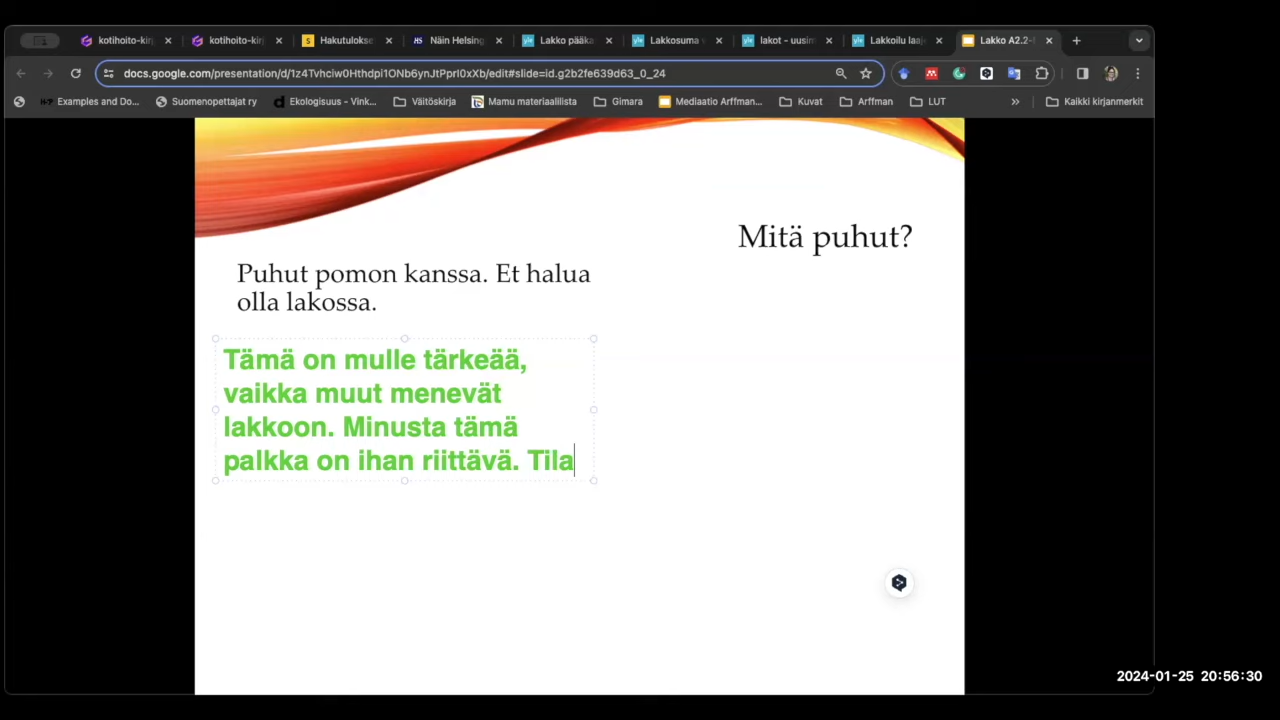 kotihoito-kirj
kotihoito-kirj
Hakutulokse
Näin Helsing
Lakko pääka
Lakkosuma v
lakot - uusim
Lakkoilu laaj
Lakko A2.2-
docs.google.com/presentation/d/1z4Tvhciw0Hthdpi1ONb6ynJtPprI0xXb/edit#slide=id.g2b2fe639d63_0_24
Examples and Do...
Suomenopettajat ry
Ekologisuus - Vink...
Väitöskirja
Mamu materiaalilista
Gimara
Mediaatio Arffman...
Kuvat
Arffman
LUT
»
Kaikki kirjanmerkit
Mitä puhut?
Puhut pomon kanssa. Et halua
olla lakossa.
Tämä on mulle tärkeää,
vaikka muut menevät
lakkoon. Minusta tämä
palkka on ihan riittävä. Tila
2024-01-25 20:56:30